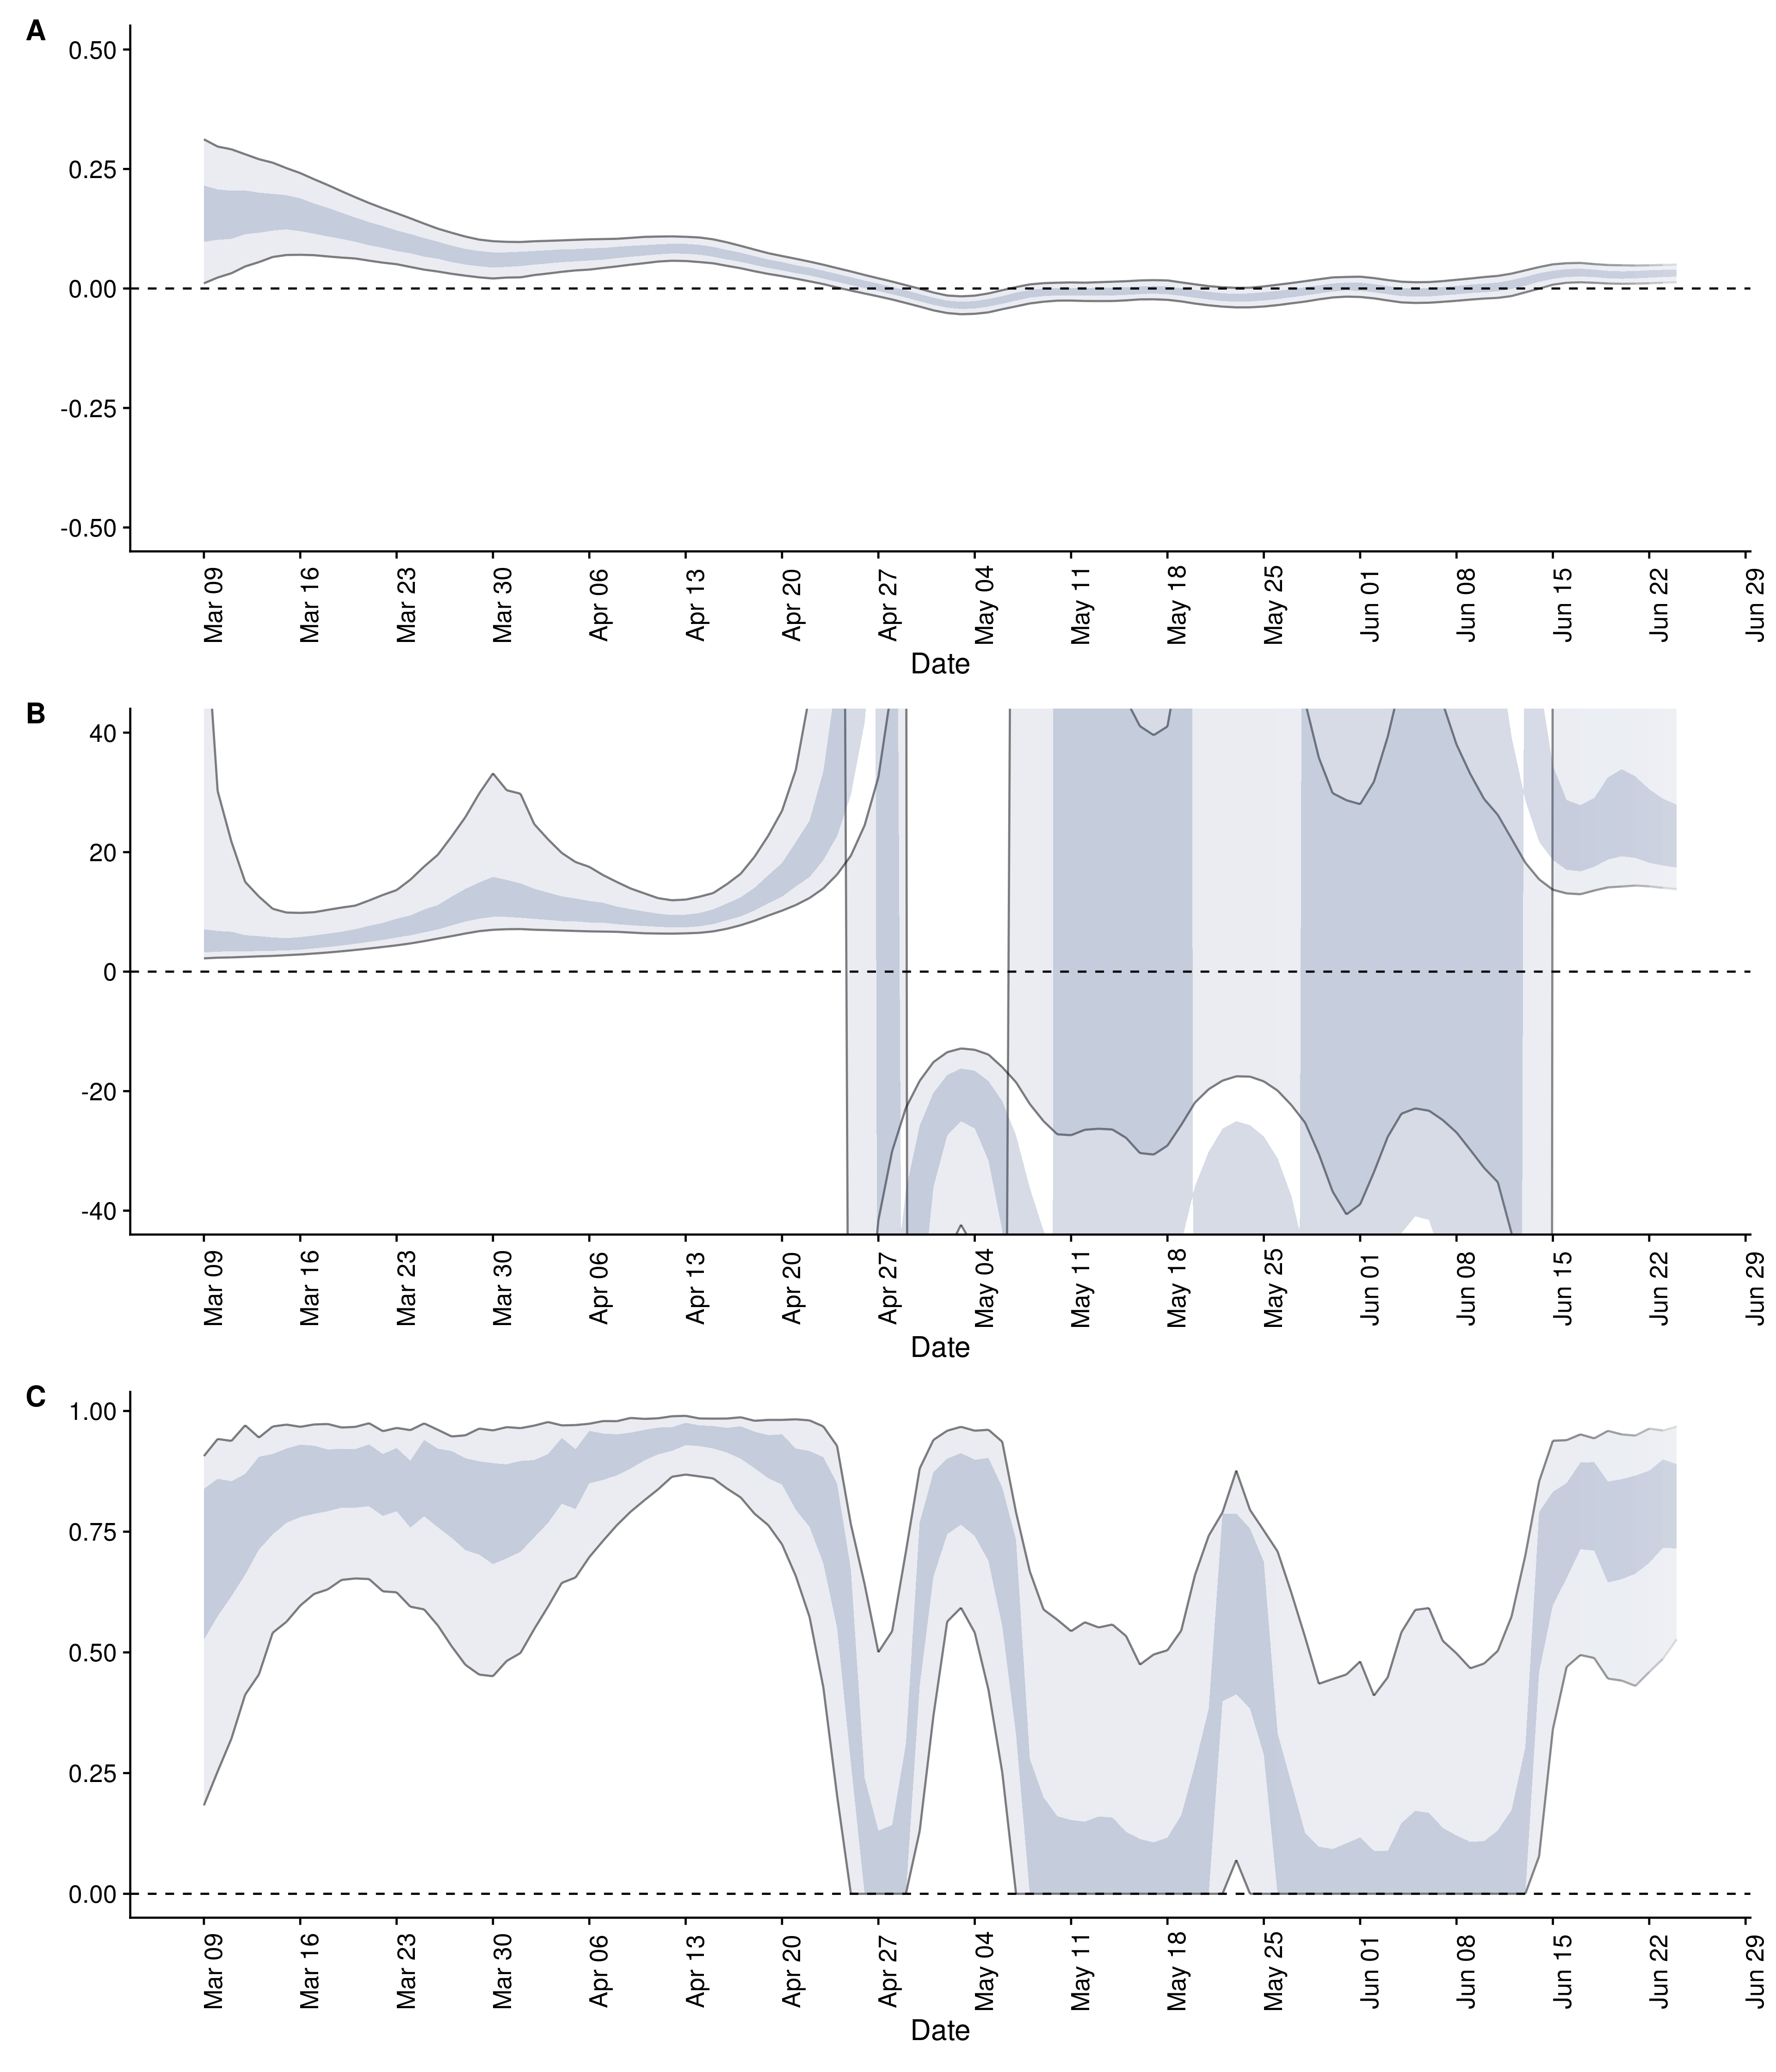 A
0.50
0.25
0.00
-0.25
-0.50
Mar 09
Mar 16
Mar 23
Mar 30
Apr 06
Apr 13
Apr 20
Apr 27
May 04
May 11
May 18
May 25
Jun 01
Jun 08
Jun 15
Jun 22
Jun 29
Date
B
40
20
0
-20
-40
Mar 09
Mar 16
Mar 23
Mar 30
Apr 06
Apr 13
Apr 20
Apr 27
May 04
May 11
May 18
May 25
Jun 01
Jun 08
Jun 15
Jun 22
Jun 29
Date
C
1.00
0.75
0.50
0.25
0.00
Mar 09
Mar 16
Mar 23
Mar 30
Apr 06
Apr 13
Apr 20
Apr 27
May 04
May 11
May 18
May 25
Jun 01
Jun 08
Jun 15
Jun 22
Jun 29
Date